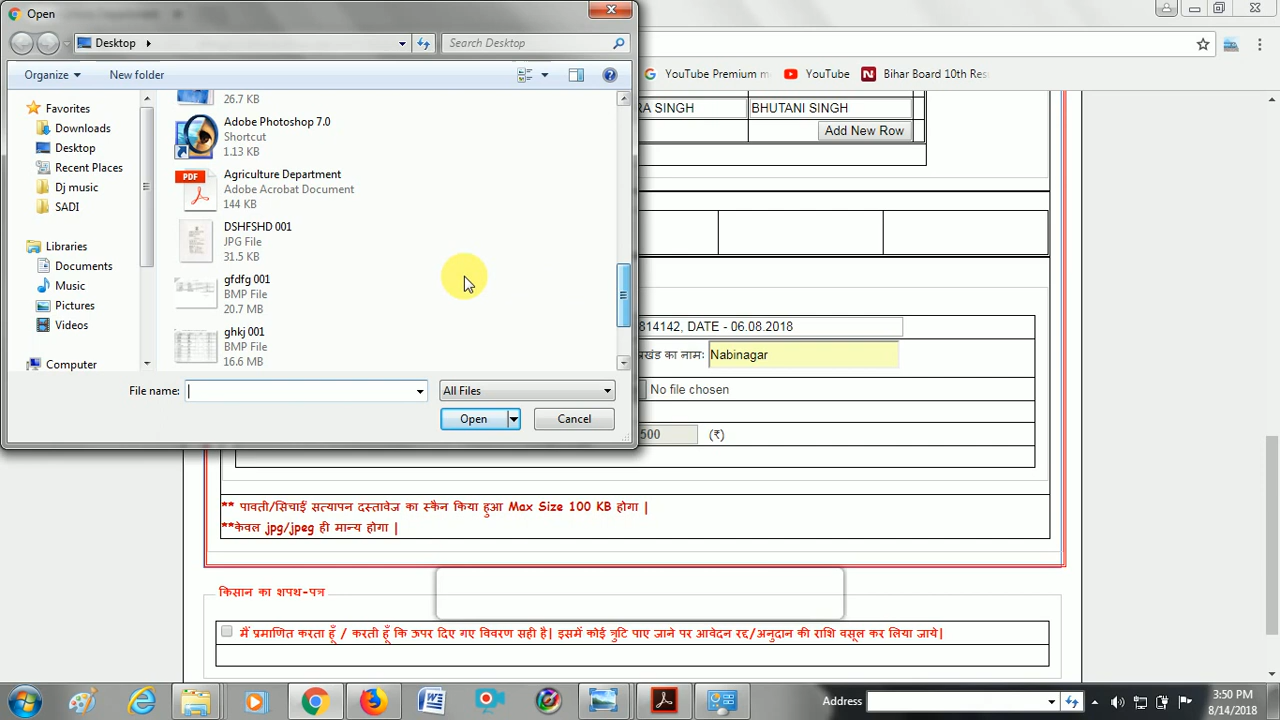 Open
Desktop
Search Desktop
YouTube Premium m
YouTube
Bihar Board 10th Res
Organize
New folder
Favorites
Downloads
Desktop
Recent Places
Dj music
SADI
Libraries
Documents
Music
Pictures
Videos
Computer
26.7 KB
Adobe Photoshop 7.0
Shortcut
1.13 KB
PDF
Agriculture Department
Adobe Acrobat Document
144 KB
DSHFSHD 001
JPG File
31.5 KB
gfdfg 001
BMP File
20.7 MB
ghkj 001
BMP File
16.6 MB
File name:
All Files
Open
Cancel
RA SINGH
BHUTANI SINGH
Add New Row
814142, DATE - 06.08.2018
का नामः
Nabinagar
No file chosen
500
(₹)
** पावती/सिचाई सत्यापन दस्तावेज का स्कैन किया हुआ Max Size 100 KB होगा |
**केवल jpg/jpeg ही मान्य होगा |
किसान का शपथ-पत्र
मैं प्रमाणित करता हूँ / करती हूँ कि ऊपर दिए गए विवरण सही है| इसमें कोई त्रुटि पाए जाने पर आवेदन रद्द/अनुदान की राशि वसूल कर लिया जाये|
Address
3:50 PM
8/14/2018